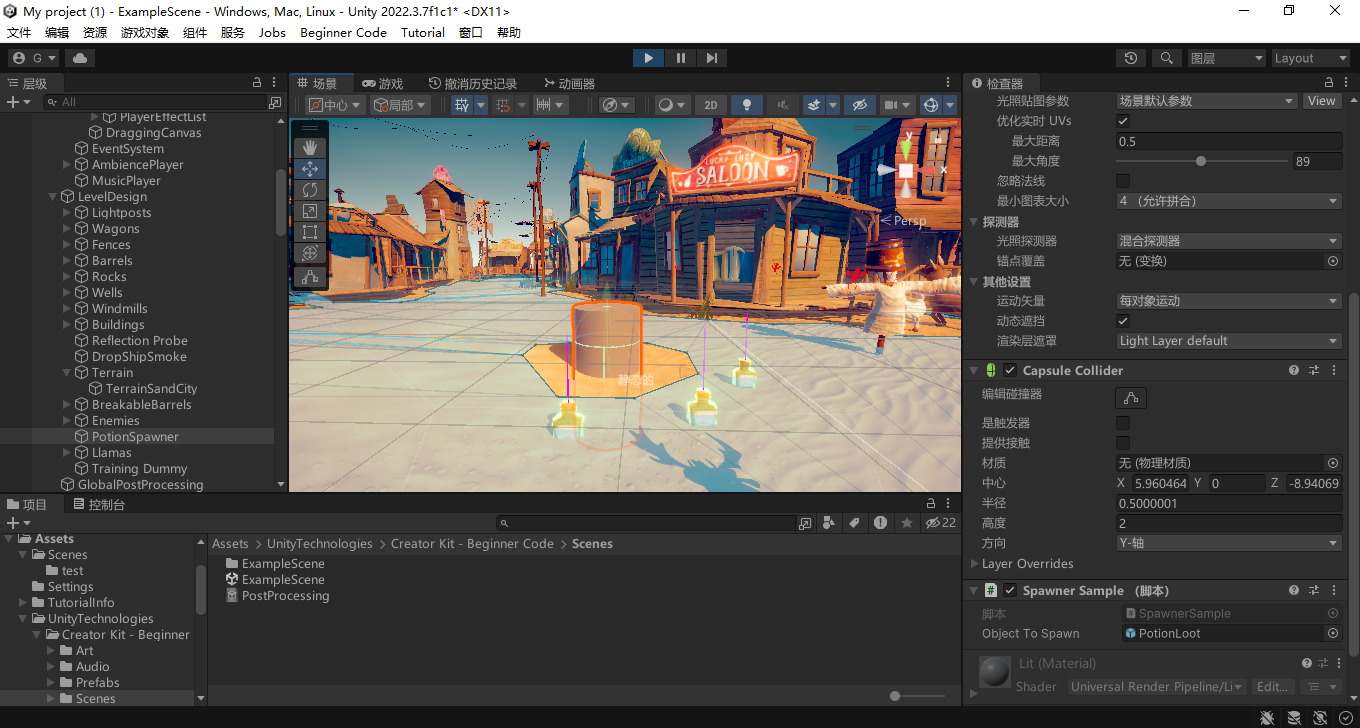 My project (1) - ExampleScene - Windows, Mac, Linux - Unity 2022.3.7f1c1* <DX11>
文件 编辑 资源 游戏对象 组件 服务 Jobs Beginner Code Tutorial 窗口 帮助
G 图层 Layout
层级
All
PlayerEffectList
DraggingCanvas
EventSystem
AmbiencePlayer
MusicPlayer
LevelDesign
Lightposts
Wagons
Fences
Barrels
Rocks
Wells
Windmills
Buildings
Reflection Probe
DropShipSmoke
Terrain
TerrainSandCity
BreakableBarrels
Enemies
PotionSpawner
Llamas
Training Dummy
GlobalPostProcessing
场景 游戏 撤消历史记录 动画器
中心 局部 2D
LUCKY LUCY
SALOON
y
x
Persp
静态的
检查器
光照贴图参数 场景默认参数 View
优化实时 UVs
最大距离 0.5
最大角度 89
忽略法线
最小图表大小 4 （允许拼合）
探测器
光照探测器 混合探测器
锚点覆盖 无 (变换)
其他设置
运动矢量 每对象运动
动态遮挡
渲染层遮罩 Light Layer default
Capsule Collider
编辑碰撞器
是触发器
提供接触
材质 无 (物理材质)
中心 X 5.960464 Y 0 Z -8.94069
半径 0.5000001
高度 2
方向 Y-轴
Layer Overrides
# Spawner Sample （脚本）
脚本 SpawnerSample
Object To Spawn PotionLoot
Lit (Material)
Shader Universal Render Pipeline/Li Edit...
项目 控制台
22
Assets
Scenes
test
Settings
TutorialInfo
UnityTechnologies
Creator Kit - Beginner
Art
Audio
Prefabs
Scenes
Assets > UnityTechnologies > Creator Kit - Beginner Code > Scenes
ExampleScene
ExampleScene
PostProcessing